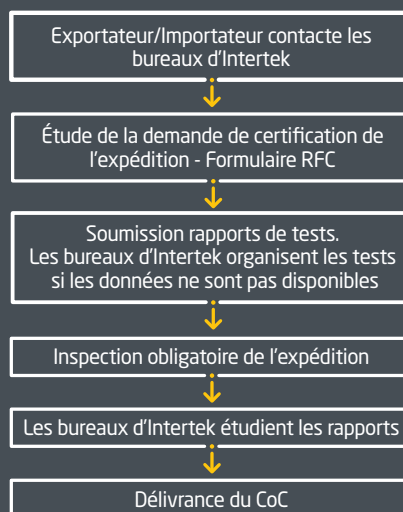 Exportateur/Importateur contacte les
bureaux d'Intertek
Étude de la demande de certification de
l'expédition - Formulaire RFC
Soumission rapports de tests.
Les bureaux d'Intertek organisent les tests
si les données ne sont pas disponibles
Inspection obligatoire de l'expédition
Les bureaux d'Intertek étudient les rapports
Délivrance du CoC